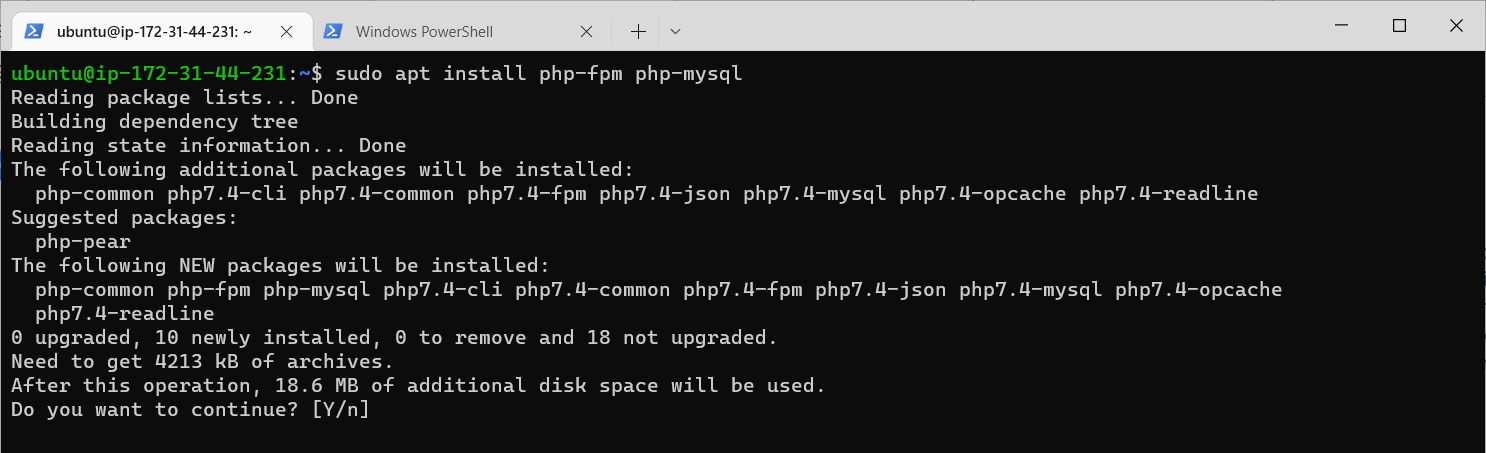 ubuntu@ip-172-31-44-231: ~
Windows PowerShell
ubuntu@ip-172-31-44-231:~$ sudo apt install php-fpm php-mysql
Reading package lists... Done
Building dependency tree
Reading state information... Done
The following additional packages will be installed:
  php-common php7.4-cli php7.4-common php7.4-fpm php7.4-json php7.4-mysql php7.4-opcache php7.4-readline
Suggested packages:
  php-pear
The following NEW packages will be installed:
  php-common php-fpm php-mysql php7.4-cli php7.4-common php7.4-fpm php7.4-json php7.4-mysql php7.4-opcache
  php7.4-readline
0 upgraded, 10 newly installed, 0 to remove and 18 not upgraded.
Need to get 4213 kB of archives.
After this operation, 18.6 MB of additional disk space will be used.
Do you want to continue? [Y/n]